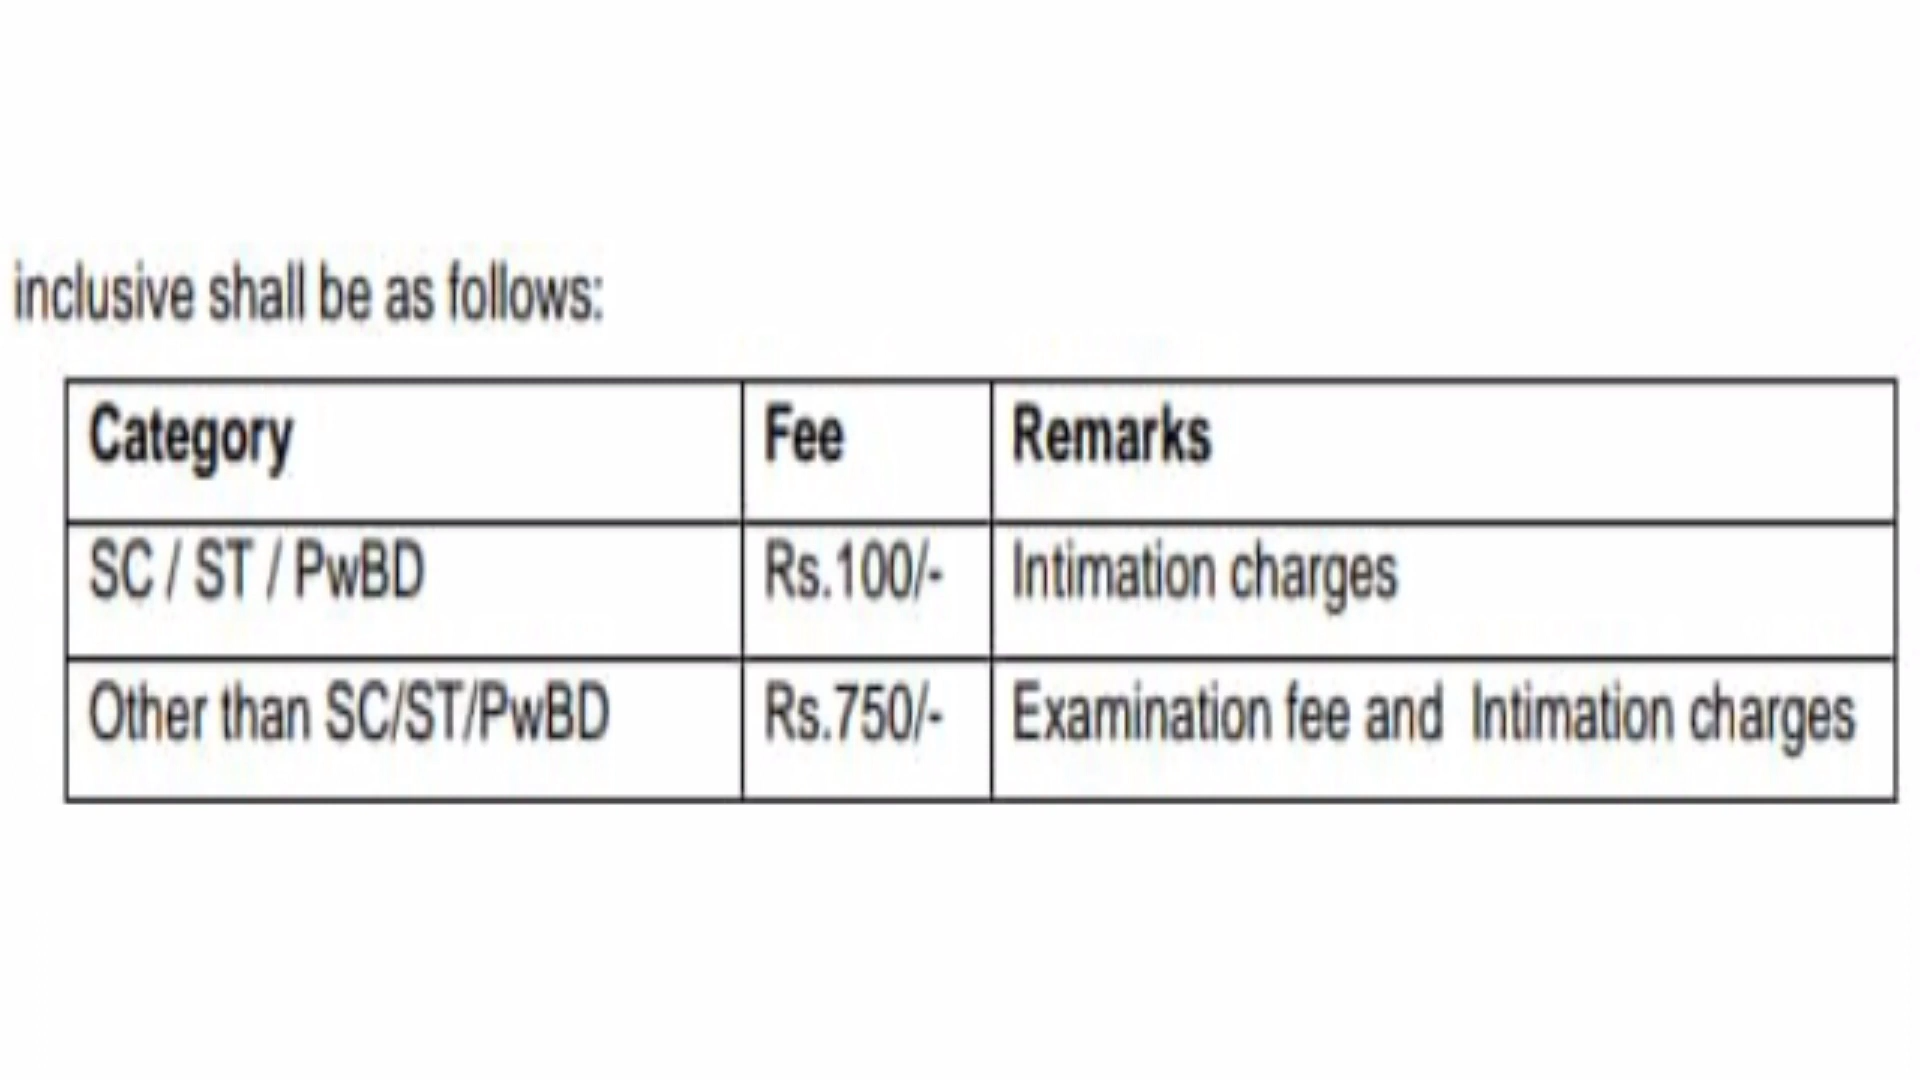 inclusive shall be as follows:
Category Fee Remarks
SC / ST / PwBD Rs.100/- Intimation charges
Other than SC/ST/PwBD Rs.750/- Examination fee and Intimation charges